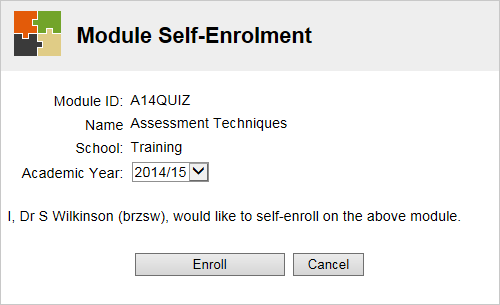 Module Self-Enrolment
Module ID: A14QUIZ
Name Assessment Techniques
School: Training
Academic Year: 2014/15
I, Dr S Wilkinson (brzsw), would like to self-enroll on the above module.
Enroll Cancel